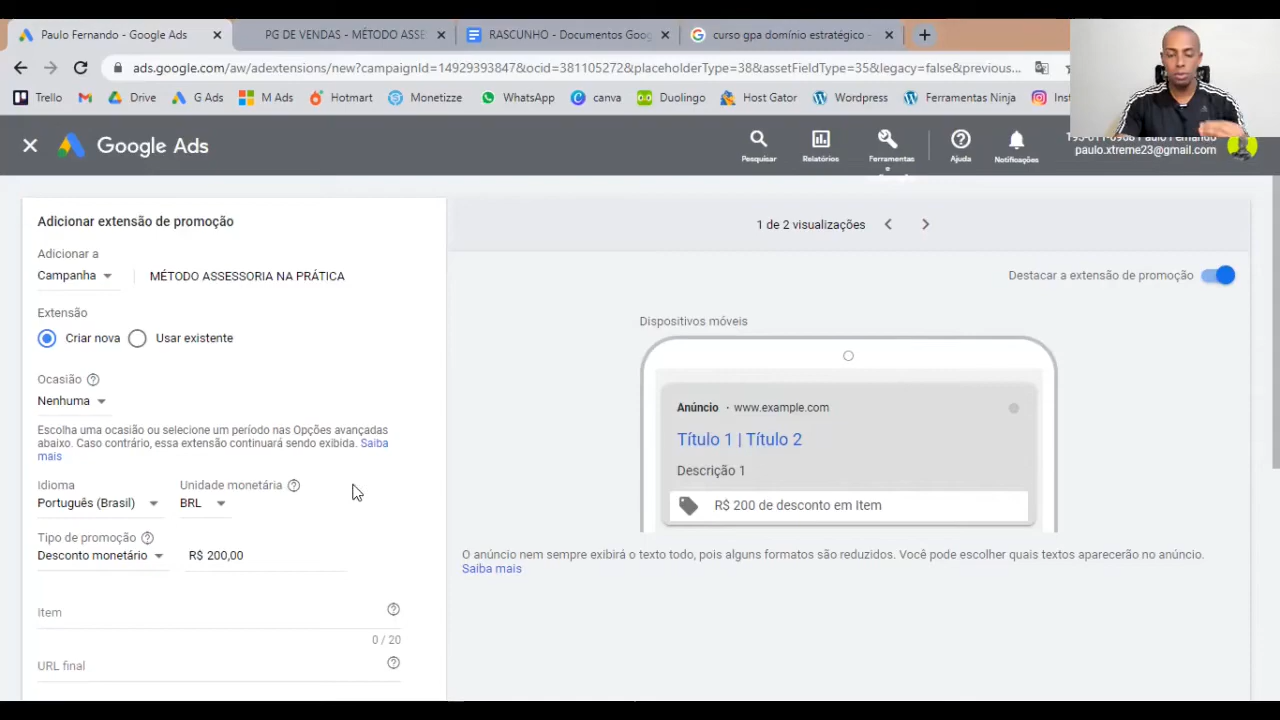 Paulo Fernando - Google Ads
PG DE VENDAS - MÉTODO ASSE
RASCUNHO - Documentos Goog
curso gpa domínio estratégico -
ads.google.com/aw/adextensions/new?campaignId=14929356947&ocid=381105272&placeholderType=38&assetFieldType=35&legacy=false&previous...
Trello
Drive
G Ads
M Ads
Hotmart
Monetizze
WhatsApp
canva
Duolingo
Host Gator
Wordpress
Ferramentas Ninja
Inst
Google Ads
Pesquisar
Relatórios
Ferramentas
e
Ajuda
Notificações
Paulo Fernando
paulo.xtreme23@gmail.com
Adicionar extensão de promoção
Adicionar a
Campanha
MÉTODO ASSESSORIA NA PRÁTICA
Extensão
Criar nova
Usar existente
Ocasião
Nenhuma
Escolha uma ocasião ou selecione um período nas Opções avançadas
abaixo. Caso contrário, essa extensão continuará sendo exibida. Saiba
mais
Idioma
Unidade monetária
Português (Brasil)
BRL
Tipo de promoção
Desconto monetário
R$ 200,00
Item
0 / 20
URL final
1 de 2 visualizações
Destacar a extensão de promoção
Dispositivos móveis
Anúncio · www.example.com
Título 1 | Título 2
Descrição 1
R$ 200 de desconto em Item
O anúncio nem sempre exibirá o texto todo, pois alguns formatos são reduzidos. Você pode escolher quais textos aparecerão no anúncio.
Saiba mais